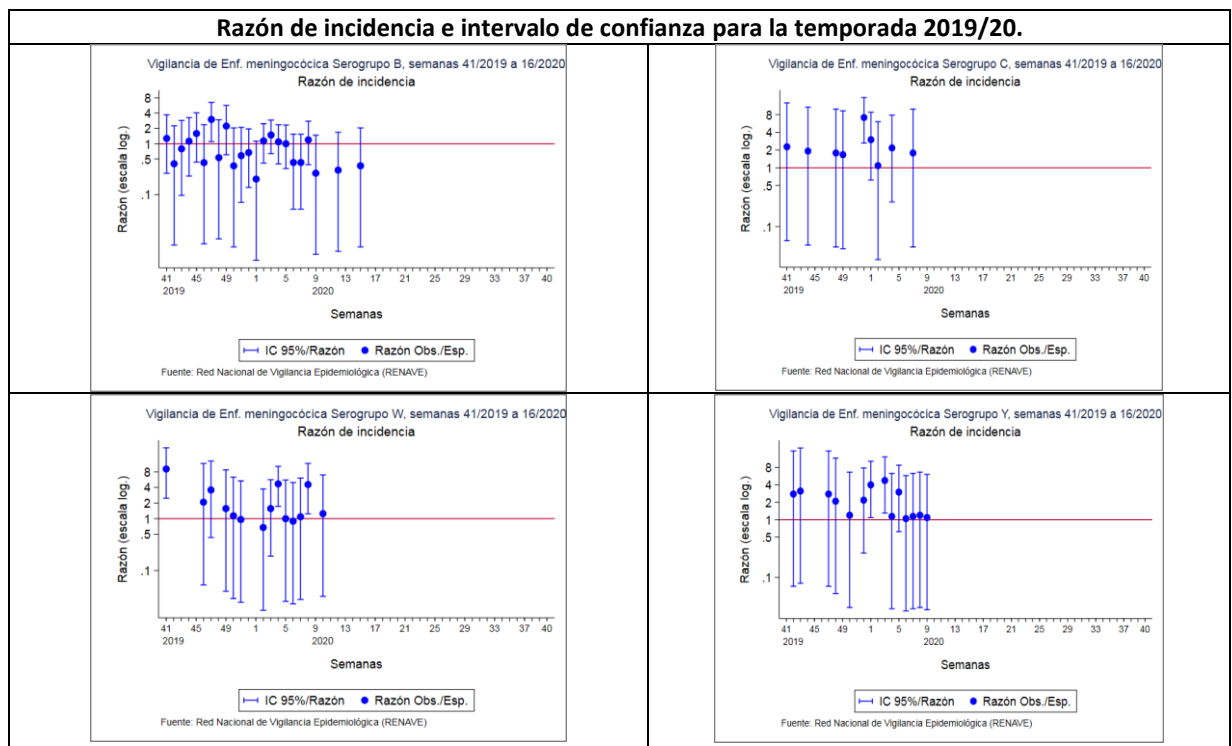 Razón de incidencia e intervalo de confianza para la temporada 2019/20.
Vigilancia de Enf. meningocócica Serogrupo B, semanas 41/2019 a 16/2020
Razón de incidencia
Razón (escala log.)
8
4
2
1
.5
.1
41 45 49 1 5 9 13 17 21 25 29 33 37 40
2019 2020
Semanas
IC 95%/Razón Razón Obs./Esp.
Fuente: Red Nacional de Vigilancia Epidemiológica (RENAVE)
Vigilancia de Enf. meningocócica Serogrupo C, semanas 41/2019 a 16/2020
Razón de incidencia
Razón (escala log.)
8
4
2
1
.5
.1
41 45 49 1 5 9 13 17 21 25 29 33 37 40
2019 2020
Semanas
IC 95%/Razón Razón Obs./Esp.
Fuente: Red Nacional de Vigilancia Epidemiológica (RENAVE)
Vigilancia de Enf. meningocócica Serogrupo W, semanas 41/2019 a 16/2020
Razón de incidencia
Razón (escala log.)
8
4
2
1
.5
.1
41 45 49 1 5 9 13 17 21 25 29 33 37 40
2019 2020
Semanas
IC 95%/Razón Razón Obs./Esp.
Fuente: Red Nacional de Vigilancia Epidemiológica (RENAVE)
Vigilancia de Enf. meningocócica Serogrupo Y, semanas 41/2019 a 16/2020
Razón de incidencia
Razón (escala log.)
8
4
2
1
.5
.1
41 45 49 1 5 9 13 17 21 25 29 33 37 40
2019 2020
Semanas
IC 95%/Razón Razón Obs./Esp.
Fuente: Red Nacional de Vigilancia Epidemiológica (RENAVE)